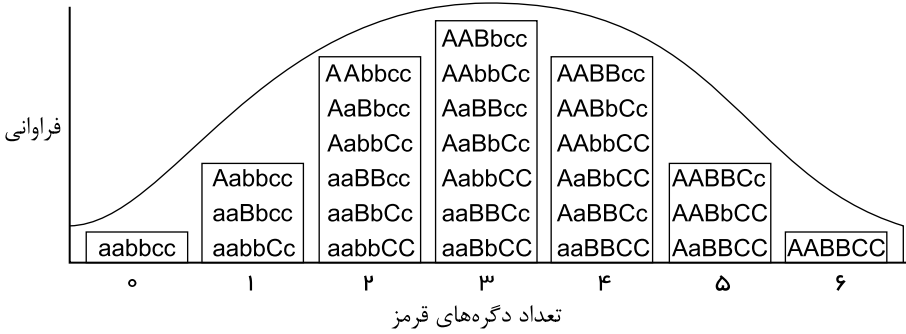 فراوانی
aabbcc
Aabbcc
aaBbcc
aabbCc
AAbbcc
AaBbcc
AabbCc
aaBBcc
aaBbCc
aabbCC
AABbcc
AAbbCc
AaBBcc
AaBbCc
AabbCC
aaBBCc
aaBbCC
AABBcc
AABbCc
AAbbCC
AaBbCC
AaBBCc
aaBBCC
AABBCc
AABbCC
AaBBCC
AABBCC
۰ ۱ ۲ ۳ ۴ ۵ ۶
تعداد دگره‌های قرمز